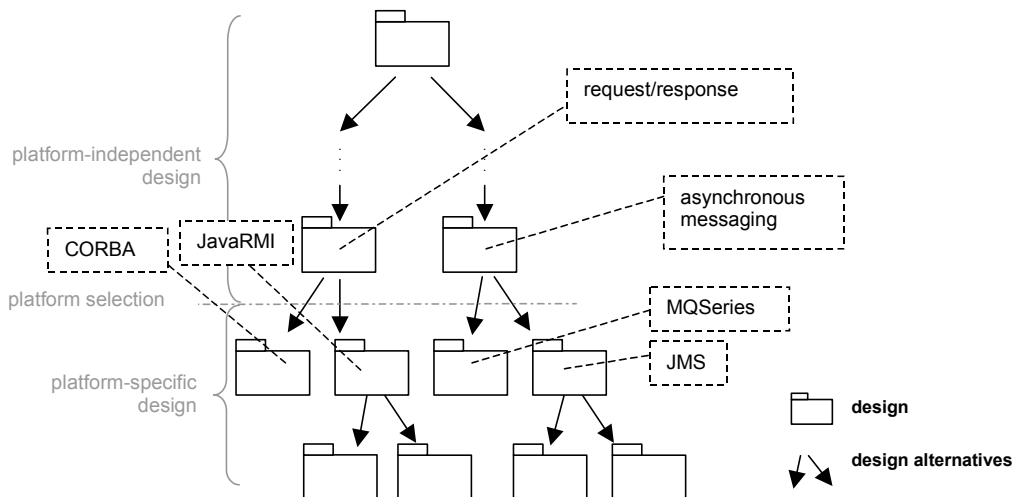 request/response
platform-independent
design
asynchronous
messaging
CORBA
JavaRMI
platform selection
MQSeries
JMS
platform-specific
design
design
design alternatives